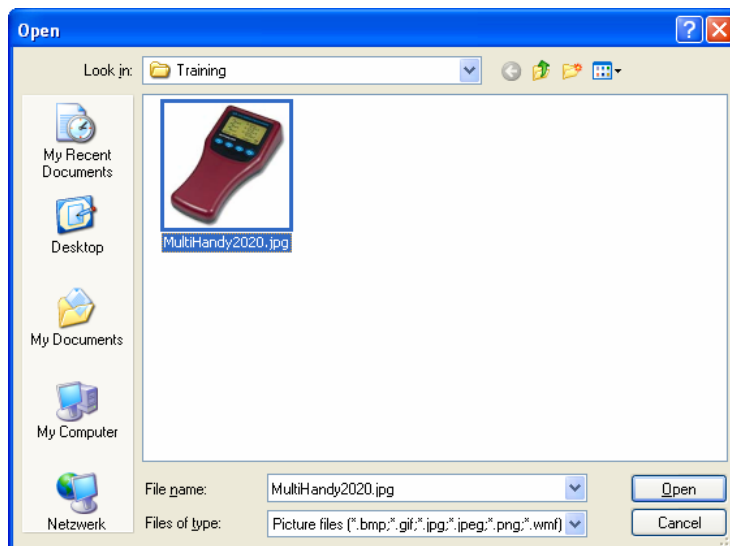 Open
Look in:
Training
My Recent
Documents
Desktop
My Documents
My Computer
Netzwerk
MultiHandy2020.jpg
File name:
MultiHandy2020.jpg
Open
Files of type:
Picture files (*.bmp;*.gif;*.jpg;*.jpeg;*.png;*.wmf)
Cancel